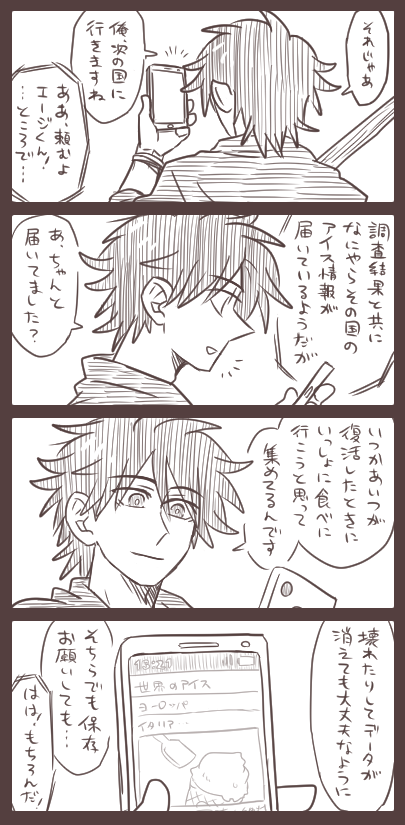 それじゃあ
俺、次の国に
行きますね
ああ、頼むよ
エージくん!
…ところで…
調査結果と共に
なにやらその国の
アイス情報が
届いているようだが
あ、ちゃんと
届いてました?
いつかあいつが
復活したときに
いっしょに食べに
行こうと思って
集めてるんです
壊れたりしてデータが
消えても大丈夫なように
そちらでも保存
お願いしても…
はは!もちろんだ!
世界のアイス
ヨーロッパ
イタリア…